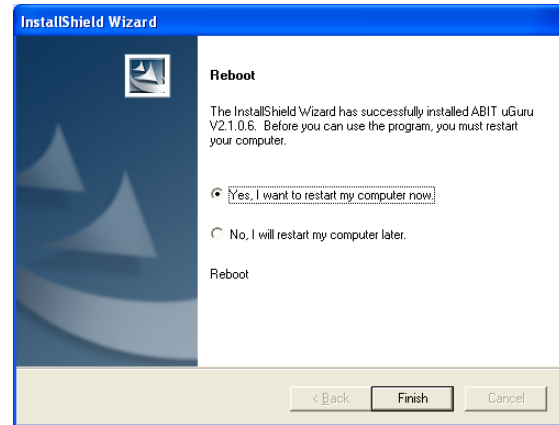 InstallShield Wizard
Reboot
The InstallShield Wizard has successfully installed ABIT uGuru
V2.1.0.6. Before you can use the program, you must restart
your computer.
Yes, I want to restart my computer now.
No, I will restart my computer later.
Reboot
< Back Finish Cancel